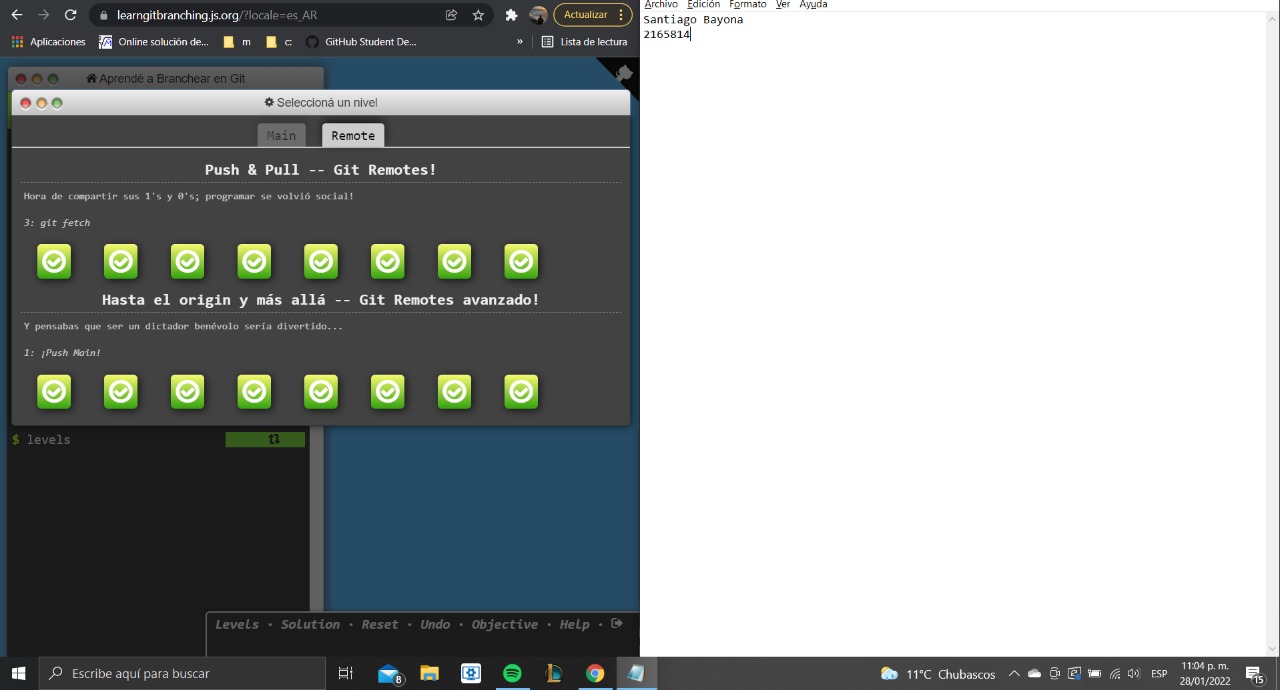 learngitbranching.js.org/?locale=es_AR
Actualizar
Aplicaciones
Online solución de...
m
c:
GitHub Student De...
»
Lista de lectura
Aprendé a Branchear en Git
Seleccioná un nivel
Main
Remote
Push & Pull -- Git Remotes!
Hora de compartir sus 1's y 0's; programar se volvió social!
3: git fetch
Hasta el origin y más allá -- Git Remotes avanzado!
Y pensabas que ser un dictador benévolo sería divertido...
1: ¡Push Main!
$ levels
Levels · Solution · Reset · Undo · Objective · Help ·
Archivo Edición Formato Ver Ayuda
Santiago Bayona
2165814
Escribe aquí para buscar
8
11°C Chubascos
ESP
11:04 p. m.
28/01/2022
15